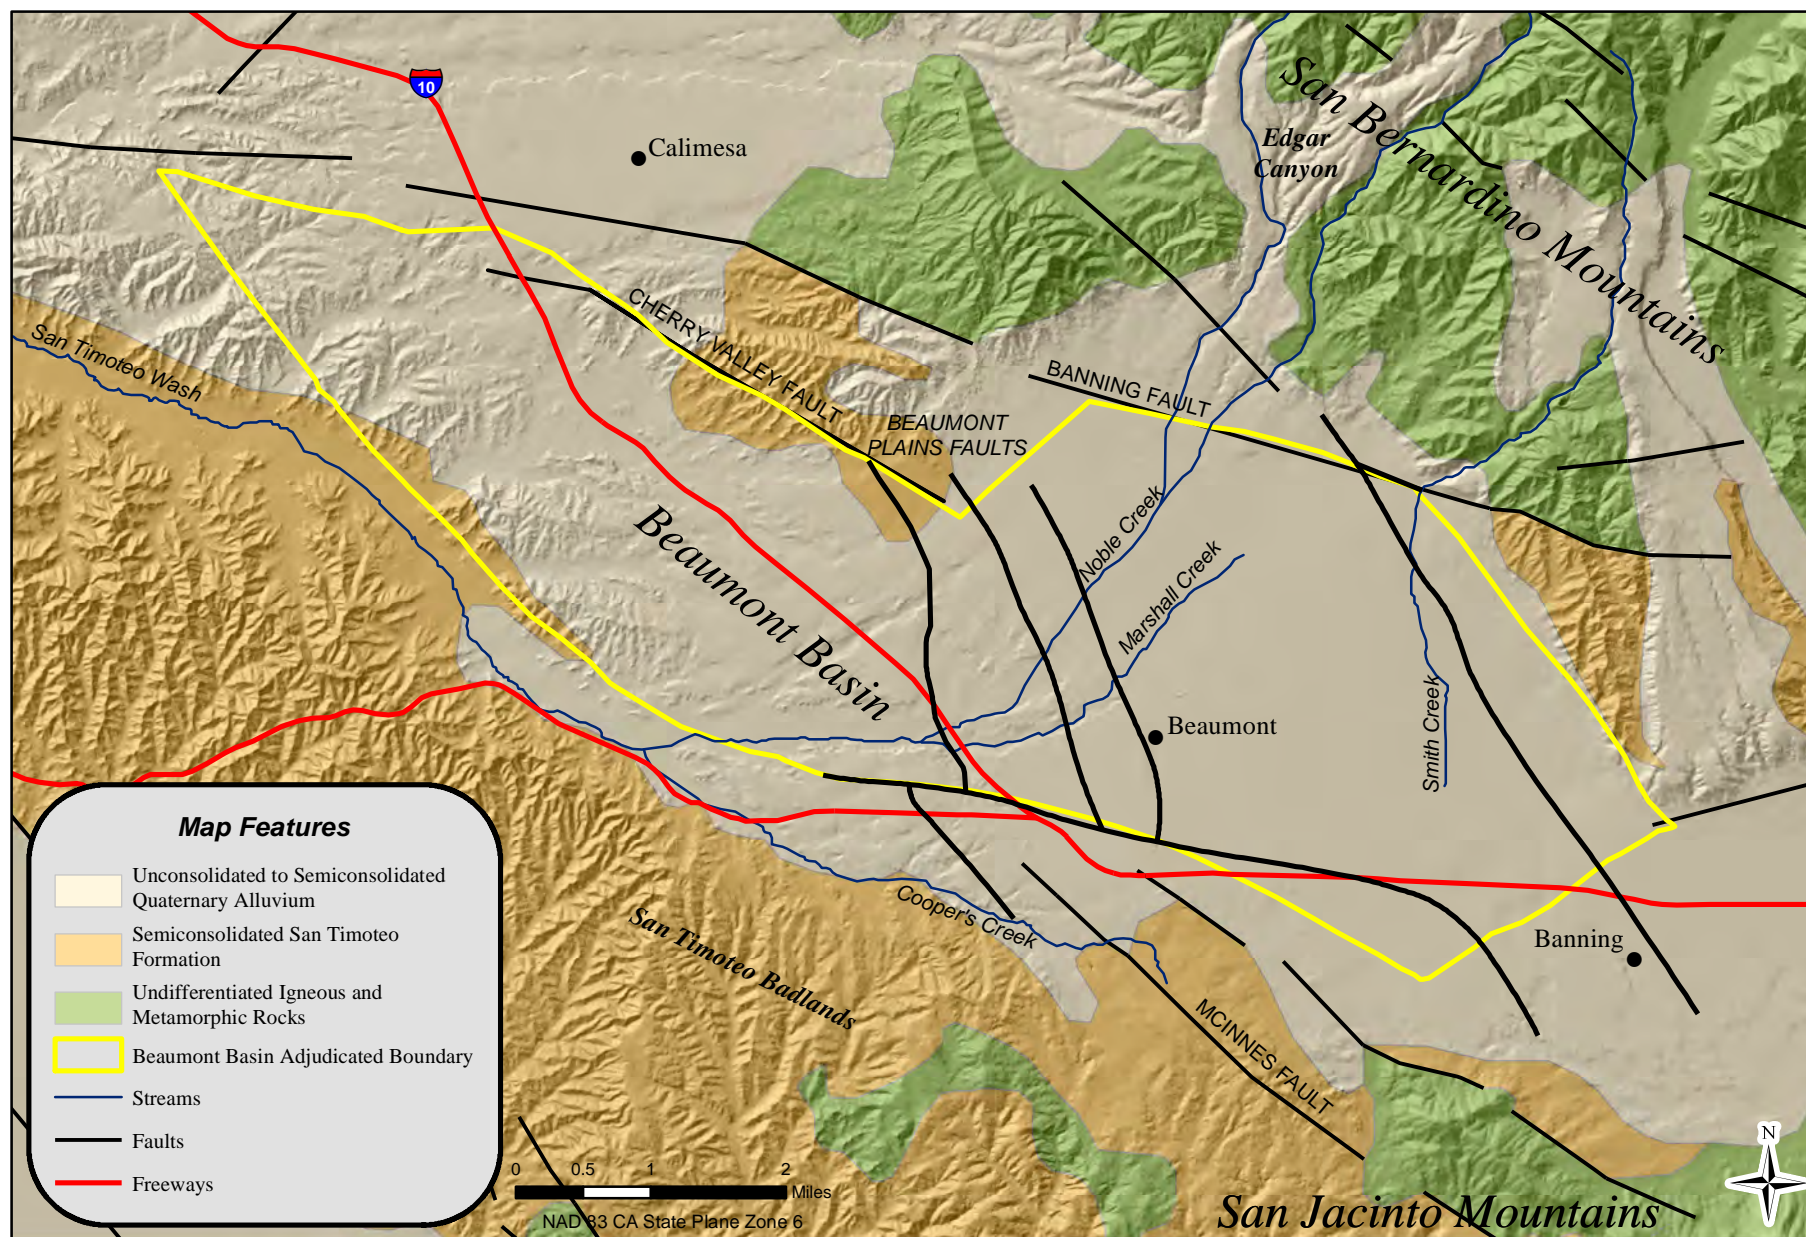 10
Calimesa
San Bernardino Mountains
Edgar
Canyon
San Timoteo Wash
CHERRY VALLEY FAULT
BANNING FAULT
BEAUMONT
PLAINS FAULTS
Beaumont Basin
Noble Creek
Marshall Creek
Smith Creek
Beaumont
Banning
Cooper's Creek
San Timoteo Badlands
MCINNES FAULT
San Jacinto Mountains
Map Features
Unconsolidated to Semiconsolidated
Quaternary Alluvium
Semiconsolidated San Timoteo
Formation
Undifferentiated Igneous and
Metamorphic Rocks
Beaumont Basin Adjudicated Boundary
Streams
Faults
Freeways
0 0.5 1 2
Miles
NAD 83 CA State Plane Zone 6
N